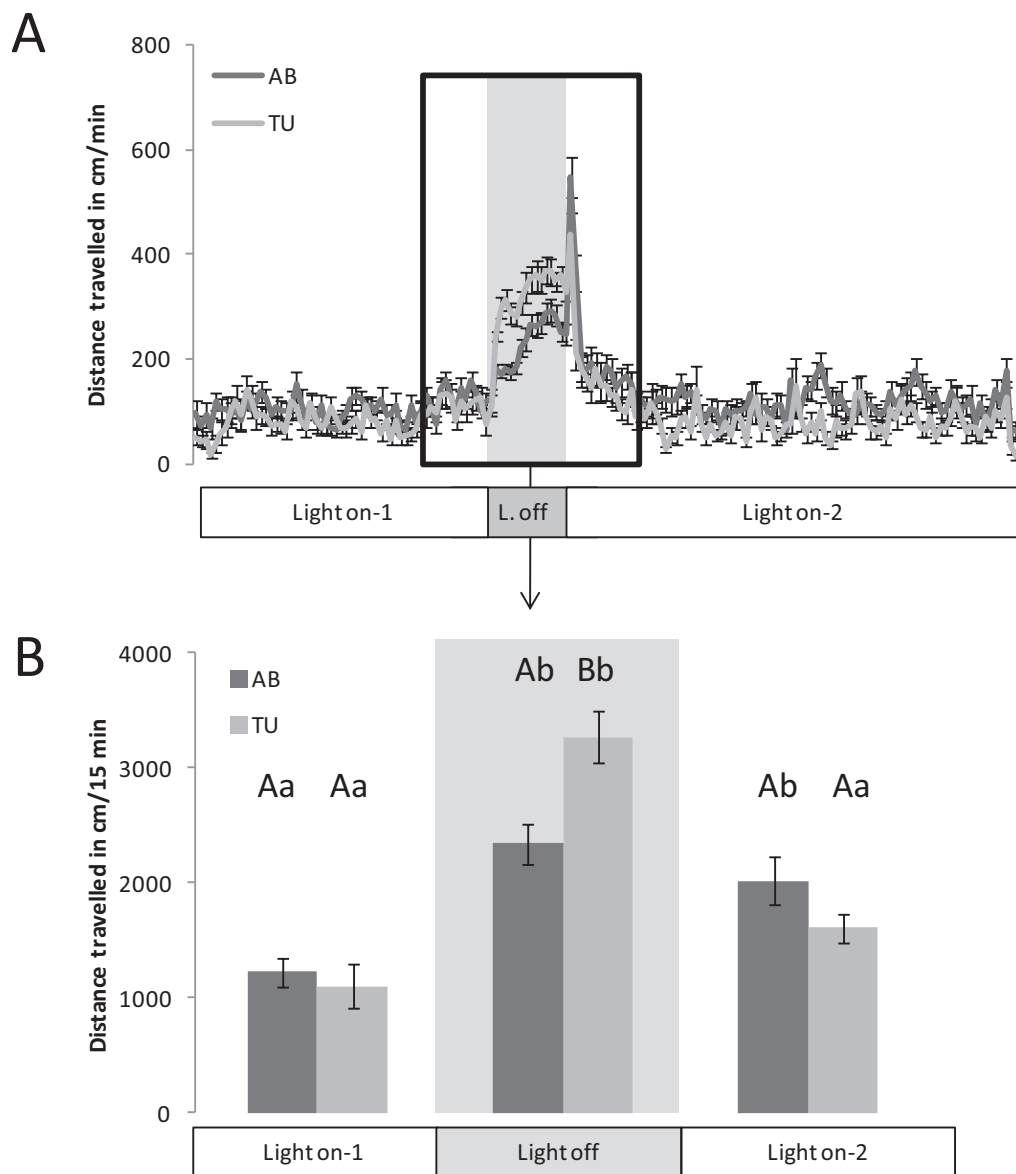 A
Distance travelled in cm/min
800
600
400
200
0
AB
TU
Light on-1
L. off
Light on-2
B
Distance travelled in cm/15 min
4000
3000
2000
1000
0
AB
TU
Aa Aa
Ab Bb
Ab Aa
Light on-1
Light off
Light on-2